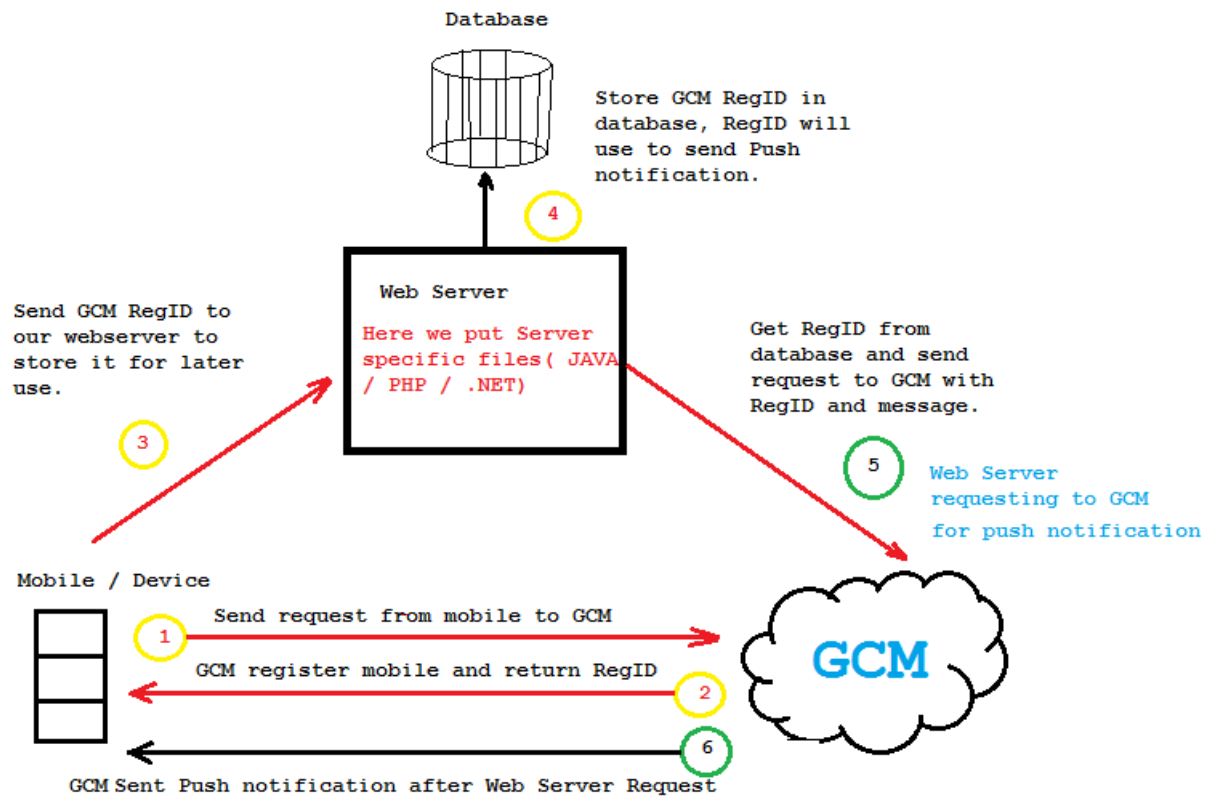 Database
Store GCM RegID in
database, RegID will
use to send Push
notification.
4
Web Server
Here we put Server
specific files( JAVA
/ PHP / .NET)
Send GCM RegID to
our webserver to
store it for later
use.
3
Get RegID from
database and send
request to GCM with
RegID and message.
5
Web Server
requesting to GCM
for push notification
Mobile / Device
1
Send request from mobile to GCM
GCM register mobile and return RegID
2
GCM
6
GCM Sent Push notification after Web Server Request